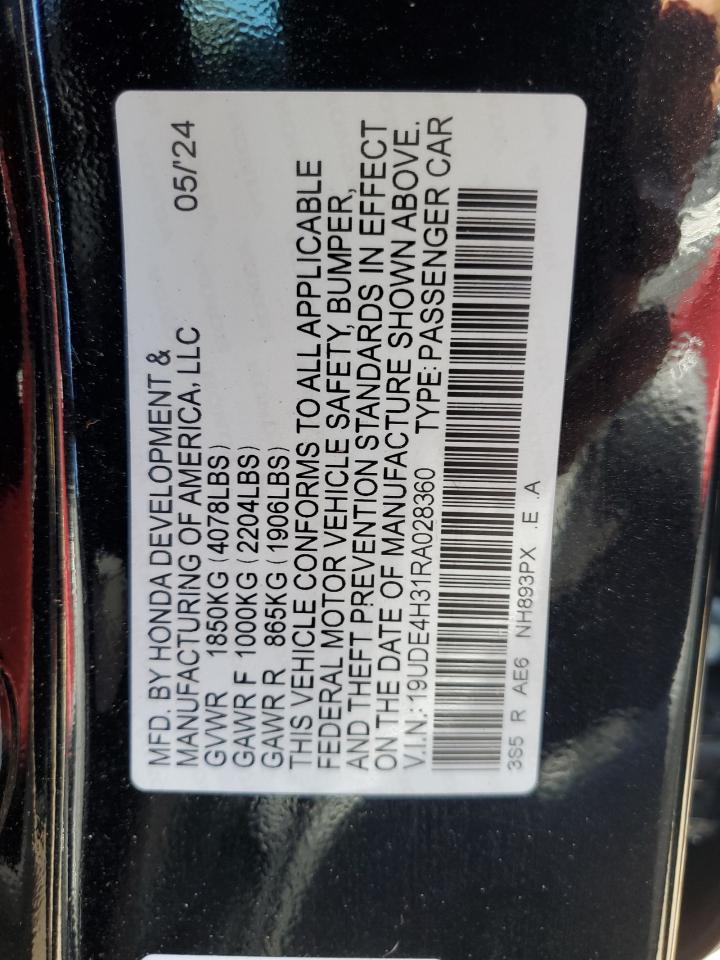 MFD. BY HONDA DEVELOPMENT &
MANUFACTURING OF AMERICA, LLC 05/'24
GVWR 1850KG (4078LBS)
GAWR F 1000KG (2204LBS)
GAWR R 865KG (1906LBS)
THIS VEHICLE CONFORMS TO ALL APPLICABLE
FEDERAL MOTOR VEHICLE SAFETY, BUMPER,
AND THEFT PREVENTION STANDARDS IN EFFECT
ON THE DATE OF MANUFACTURE SHOWN ABOVE.
V.I.N.: 19UDE4H31RA028360 TYPE: PASSENGER CAR
3S5 R AE6 NH893PX .E .A